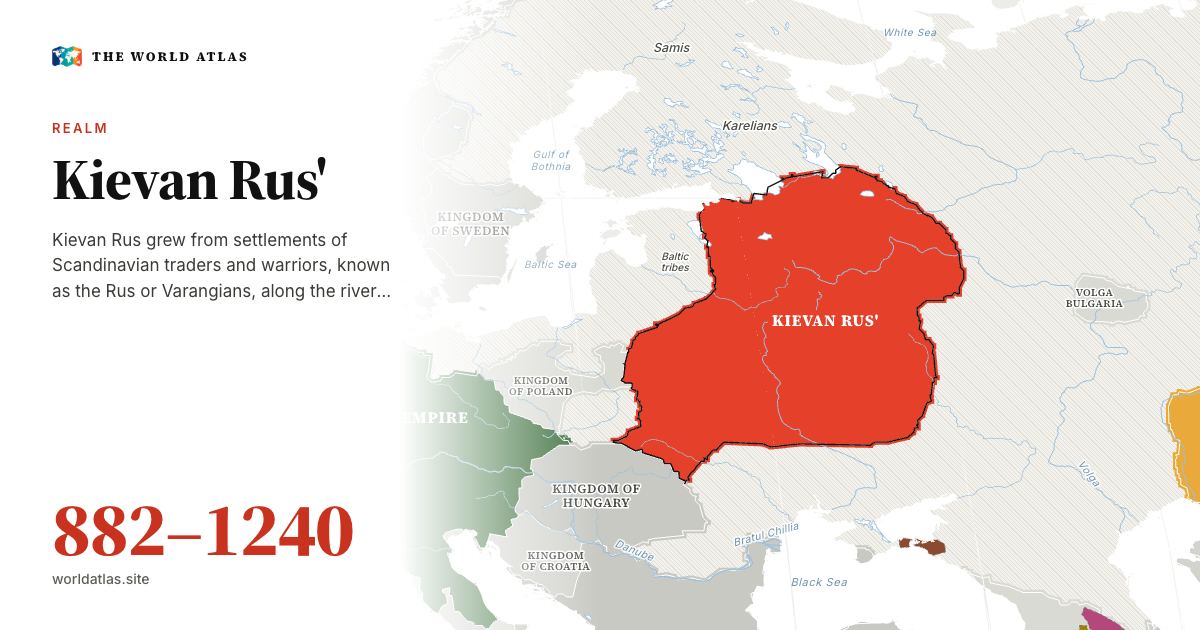 THE WORLD ATLAS
REALM
Kievan Rus'
Kievan Rus grew from settlements of
Scandinavian traders and warriors, known
as the Rus or Varangians, along the river...
882–1240
worldatlas.site
White Sea
Samis
Karelians
Gulf of
Bothnia
KINGDOM
OF SWEDEN
Baltic Sea
Baltic
tribes
VOLGA
BULGARIA
KIEVAN RUS'
KINGDOM
OF POLAND
EMPIRE
Volga
KINGDOM OF
HUNGARY
Bratul Chillia
Danube
KINGDOM
OF CROATIA
Black Sea